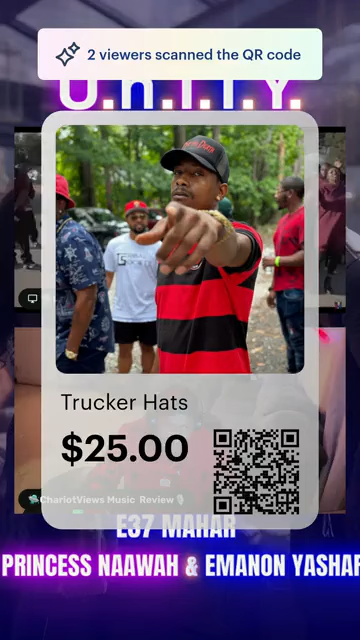 2 viewers scanned the QR code
U.N.I.T.Y.
Trucker Hats
$25.00
ChariotViews Music Review
E37 MAHAR
PRINCESS NAAWAH & EMANON YASHAR